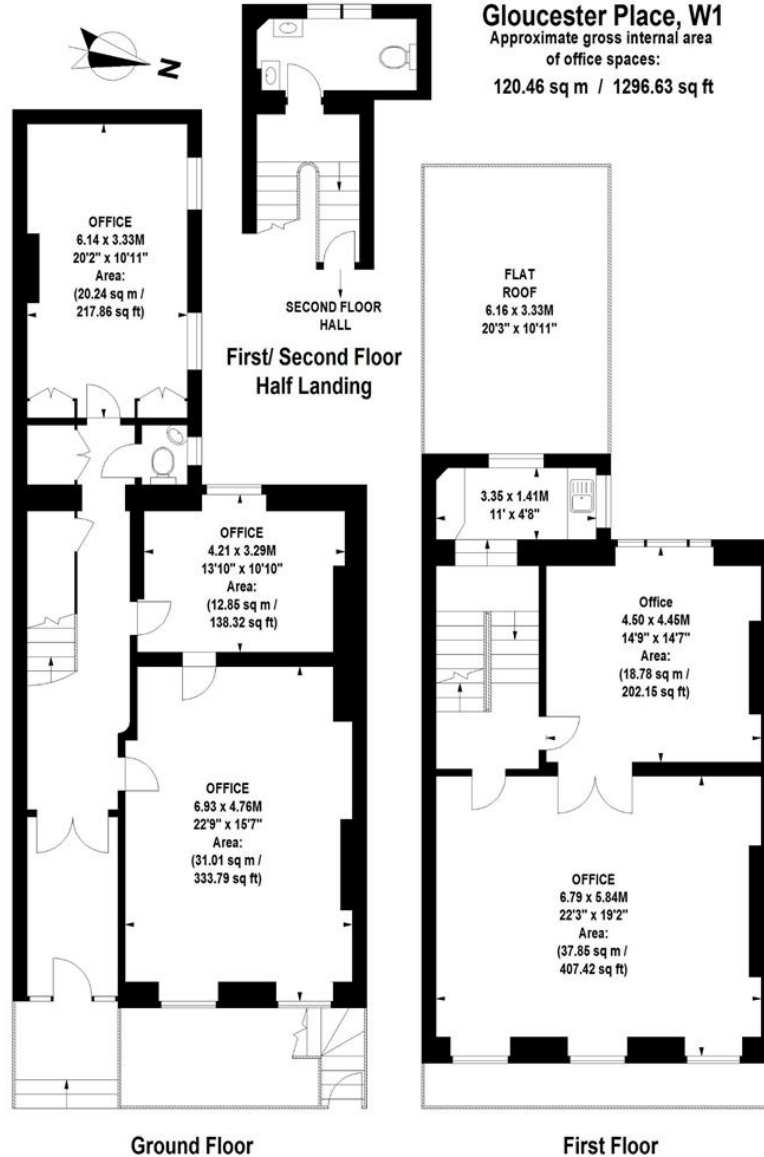 Gloucester Place, W1
Approximate gross internal area
of office spaces:
120.46 sq m / 1296.63 sq ft
N
OFFICE
6.14 x 3.33M
20'2" x 10'11"
Area:
(20.24 sq m /
217.86 sq ft)
SECOND FLOOR
HALL
First/ Second Floor
Half Landing
FLAT
ROOF
6.16 x 3.33M
20'3" x 10'11"
3.35 x 1.41M
11' x 4'8"
OFFICE
4.21 x 3.29M
13'10" x 10'10"
Area:
(12.85 sq m /
138.32 sq ft)
Office
4.50 x 4.45M
14'9" x 14'7"
Area:
(18.78 sq m /
202.15 sq ft)
OFFICE
6.93 x 4.76M
22'9" x 15'7"
Area:
(31.01 sq m /
333.79 sq ft)
OFFICE
6.79 x 5.84M
22'3" x 19'2"
Area:
(37.85 sq m /
407.42 sq ft)
Ground Floor
First Floor